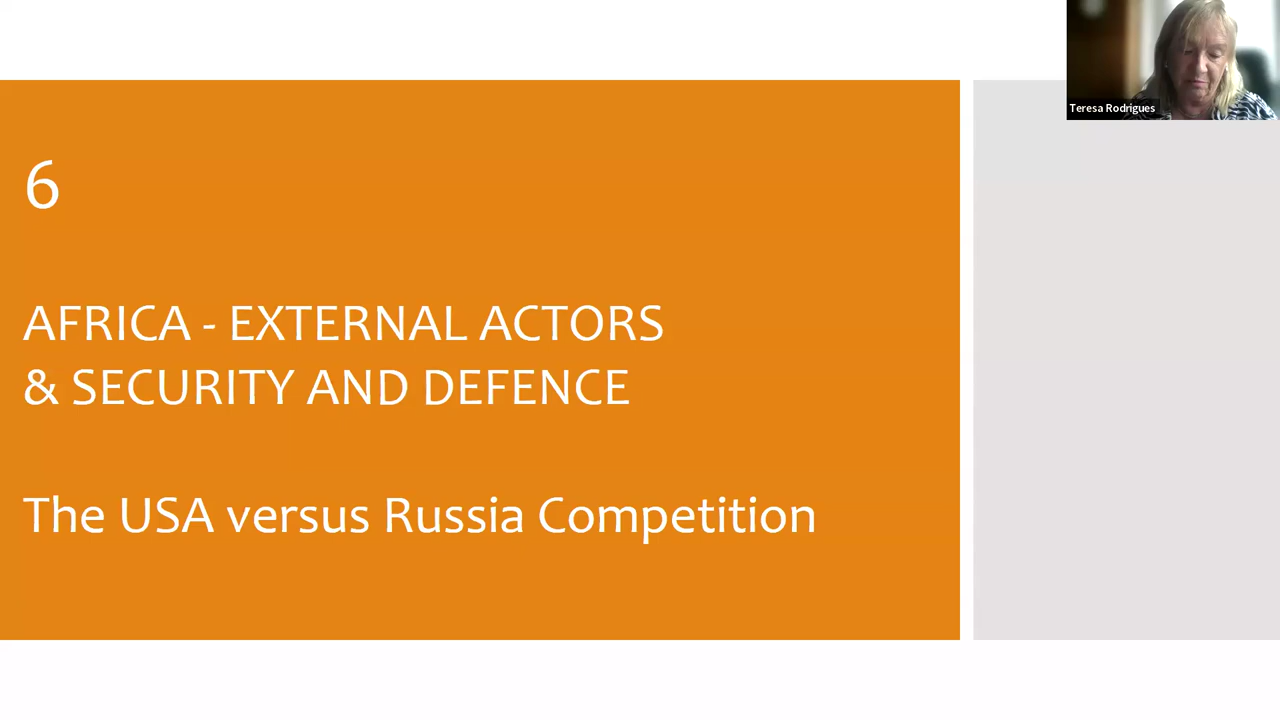 Teresa Rodrigues
6
AFRICA - EXTERNAL ACTORS
& SECURITY AND DEFENCE
The USA versus Russia Competition